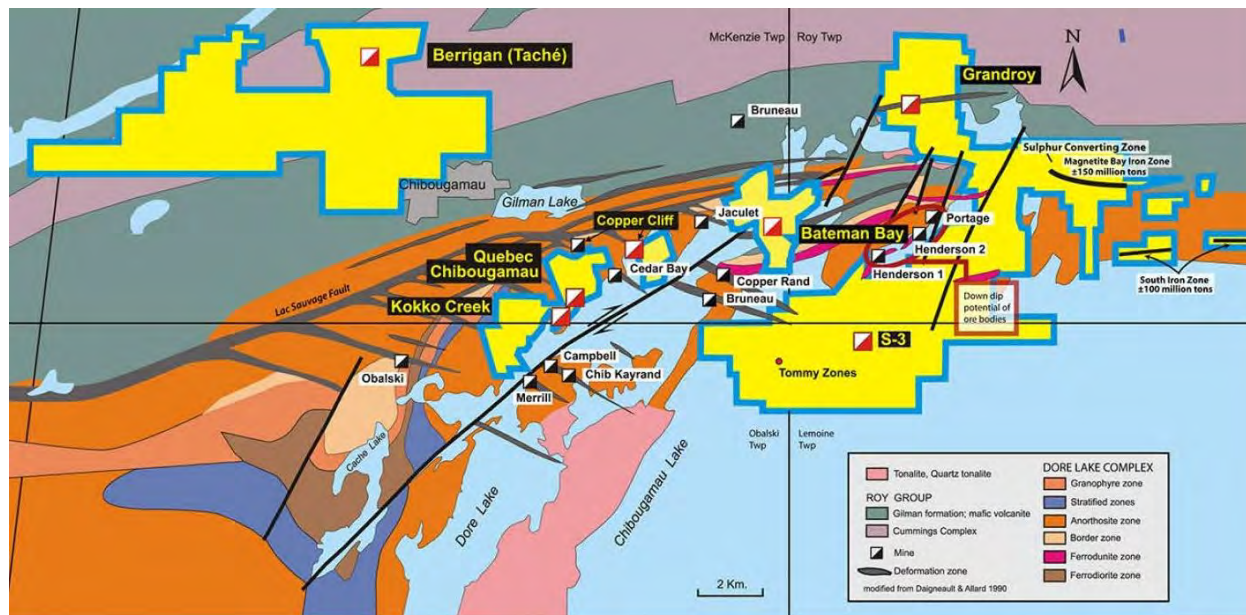 McKenzie Twp
Roy Twp
N
Berrigan (Taché)
Grandroy
Bruneau
Sulphur Converting Zone
Magnetite Bay Iron Zone
±150 million tons
Chibougamau
Gilman Lake
Copper Cliff
Jaculet
Portage
Bateman Bay
Henderson 2
Quebec
Chibougamau
Cedar Bay
Henderson 1
Copper Rand
South Iron Zone
±100 million tons
Kokko Creek
Bruneau
Down dip
potential of
ore bodies
Lac Sauvage Fault
S-3
Obalski
Campbell
Chib Kayrand
Merrill
Tommy Zones
Cache Lake
Dore Lake
Chibougamau Lake
Obalski
Twp
Lemoine
Twp
2 Km.
Tonalite, Quartz tonalite
ROY GROUP
Gilman formation; mafic volcanite
Cummings Complex
Mine
Deformation zone
modified from Daigneault & Allard 1990
DORE LAKE COMPLEX
Granophyre zone
Stratified zones
Anorthosite zone
Border zone
Ferrodunite zone
Ferrodiorite zone